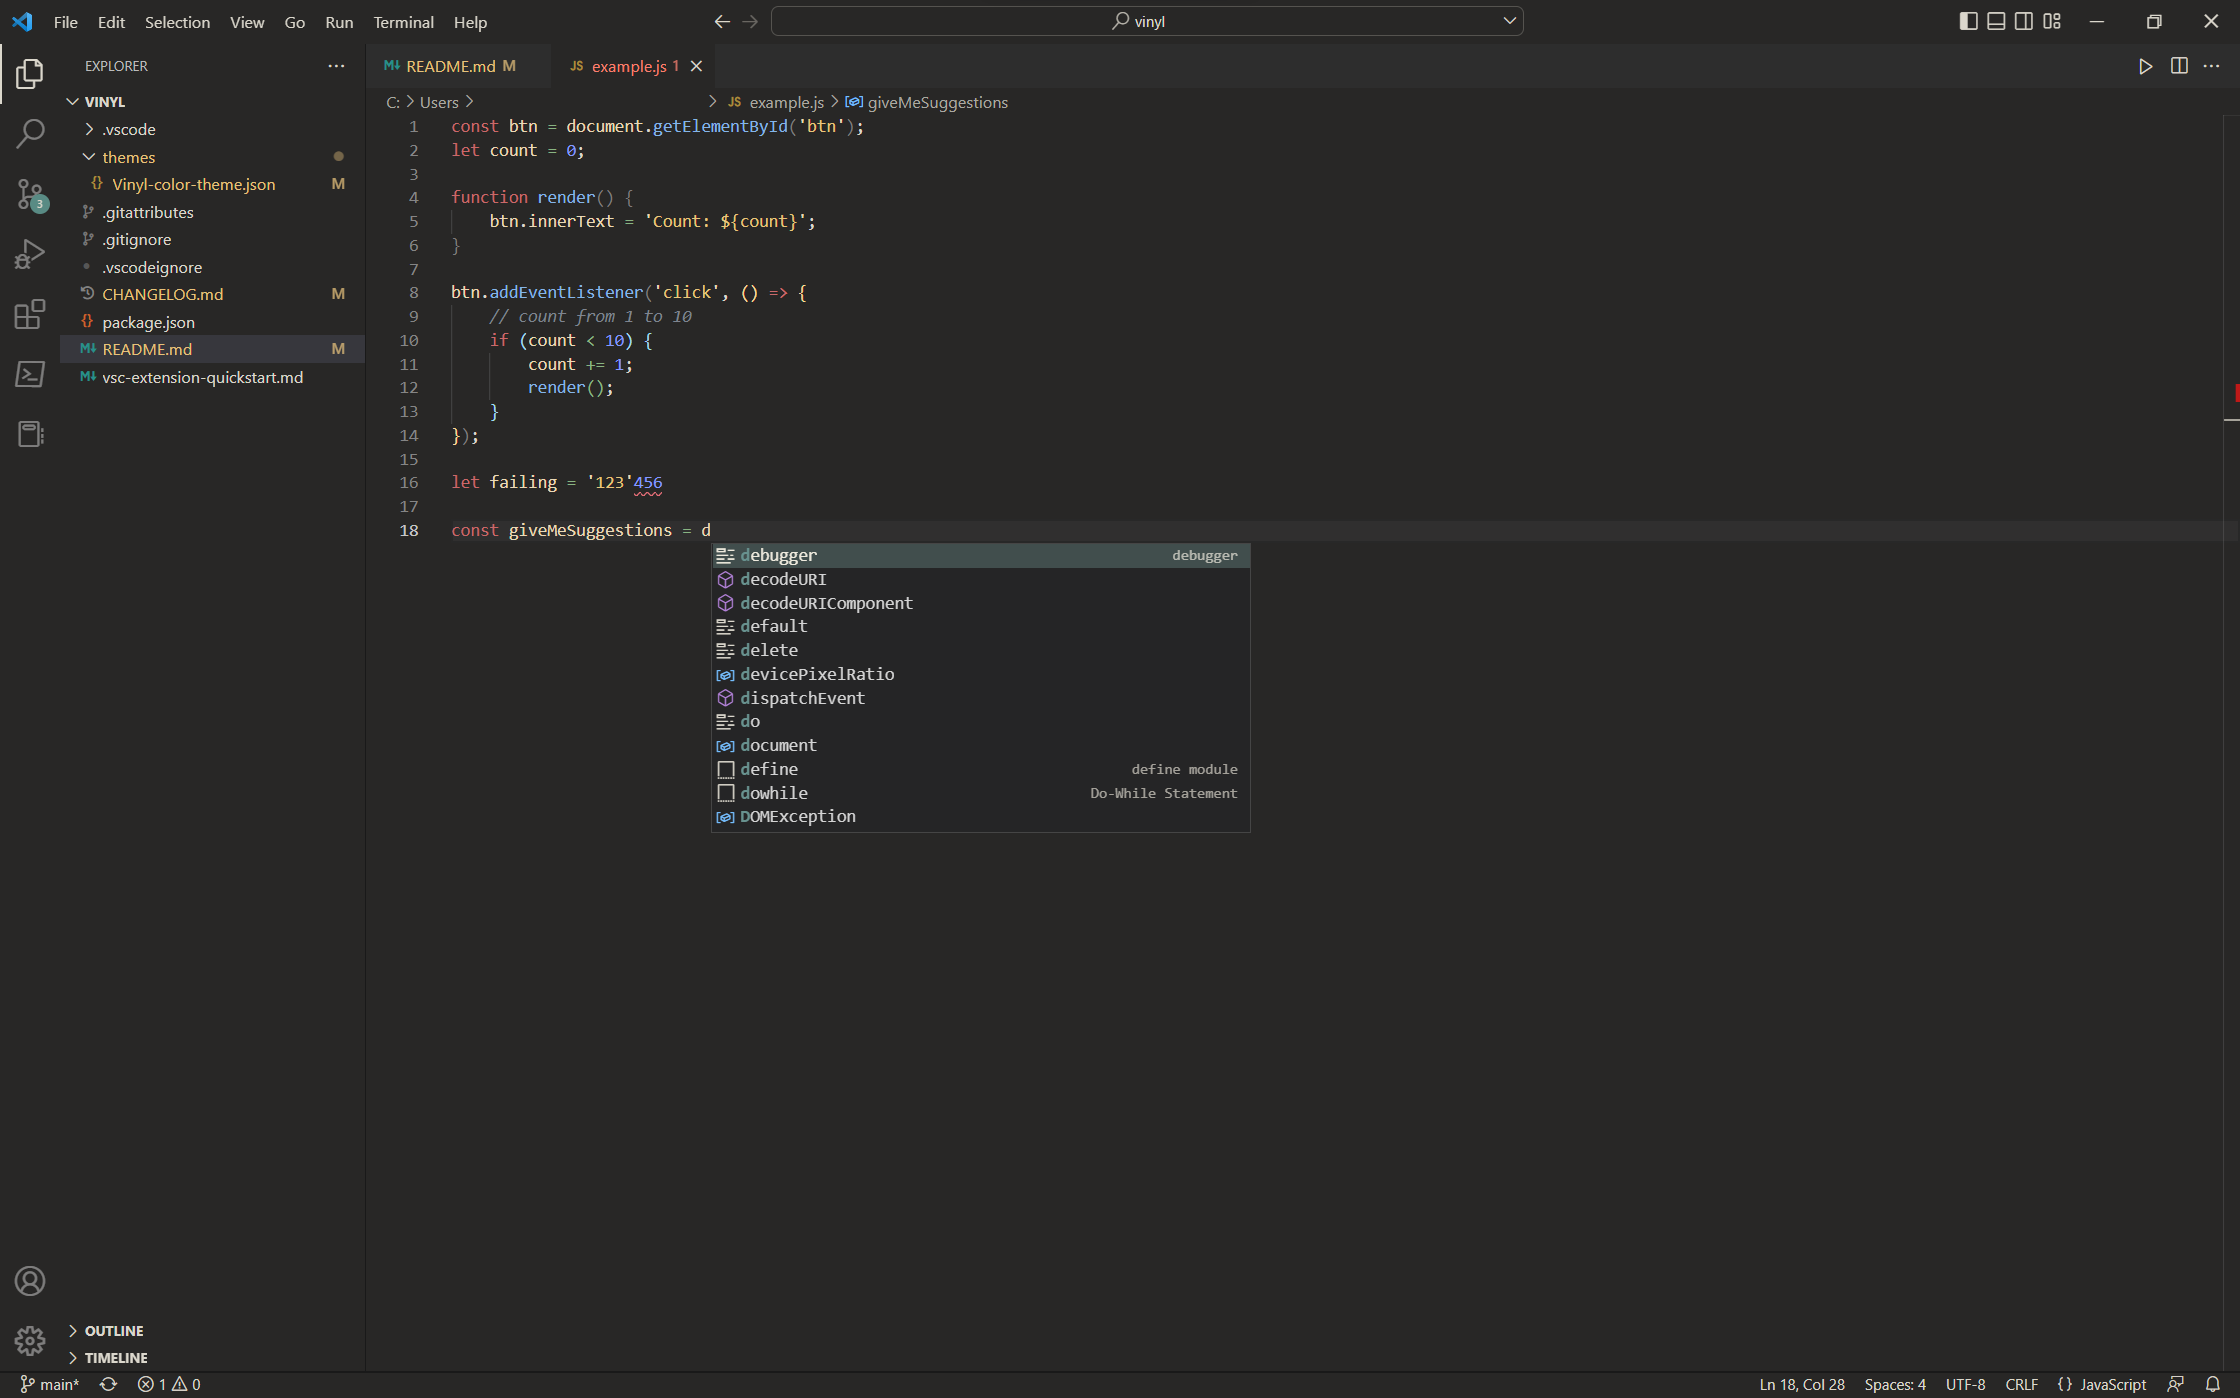 File Edit Selection View Go Run Terminal Help
vinyl
EXPLORER
VINYL
.vscode
themes
{} Vinyl-color-theme.json M
.gitattributes
.gitignore
.vscodeignore
CHANGELOG.md M
{} package.json
M↓ README.md M
M↓ vsc-extension-quickstart.md
3
OUTLINE
TIMELINE
M↓ README.md M
JS example.js 1
C: > Users > > JS example.js > giveMeSuggestions
1 const btn = document.getElementById('btn');
2 let count = 0;
3
4 function render() {
5 btn.innerText = 'Count: ${count}';
6 }
7
8 btn.addEventListener('click', () => {
9 // count from 1 to 10
10 if (count < 10) {
11 count += 1;
12 render();
13 }
14 });
15
16 let failing = '123'456
17
18 const giveMeSuggestions = d
debugger debugger
decodeURI
decodeURIComponent
default
delete
devicePixelRatio
dispatchEvent
do
document
define define module
dowhile Do-While Statement
DOMException
main* 1 0
Ln 18, Col 28 Spaces: 4 UTF-8 CRLF {} JavaScript